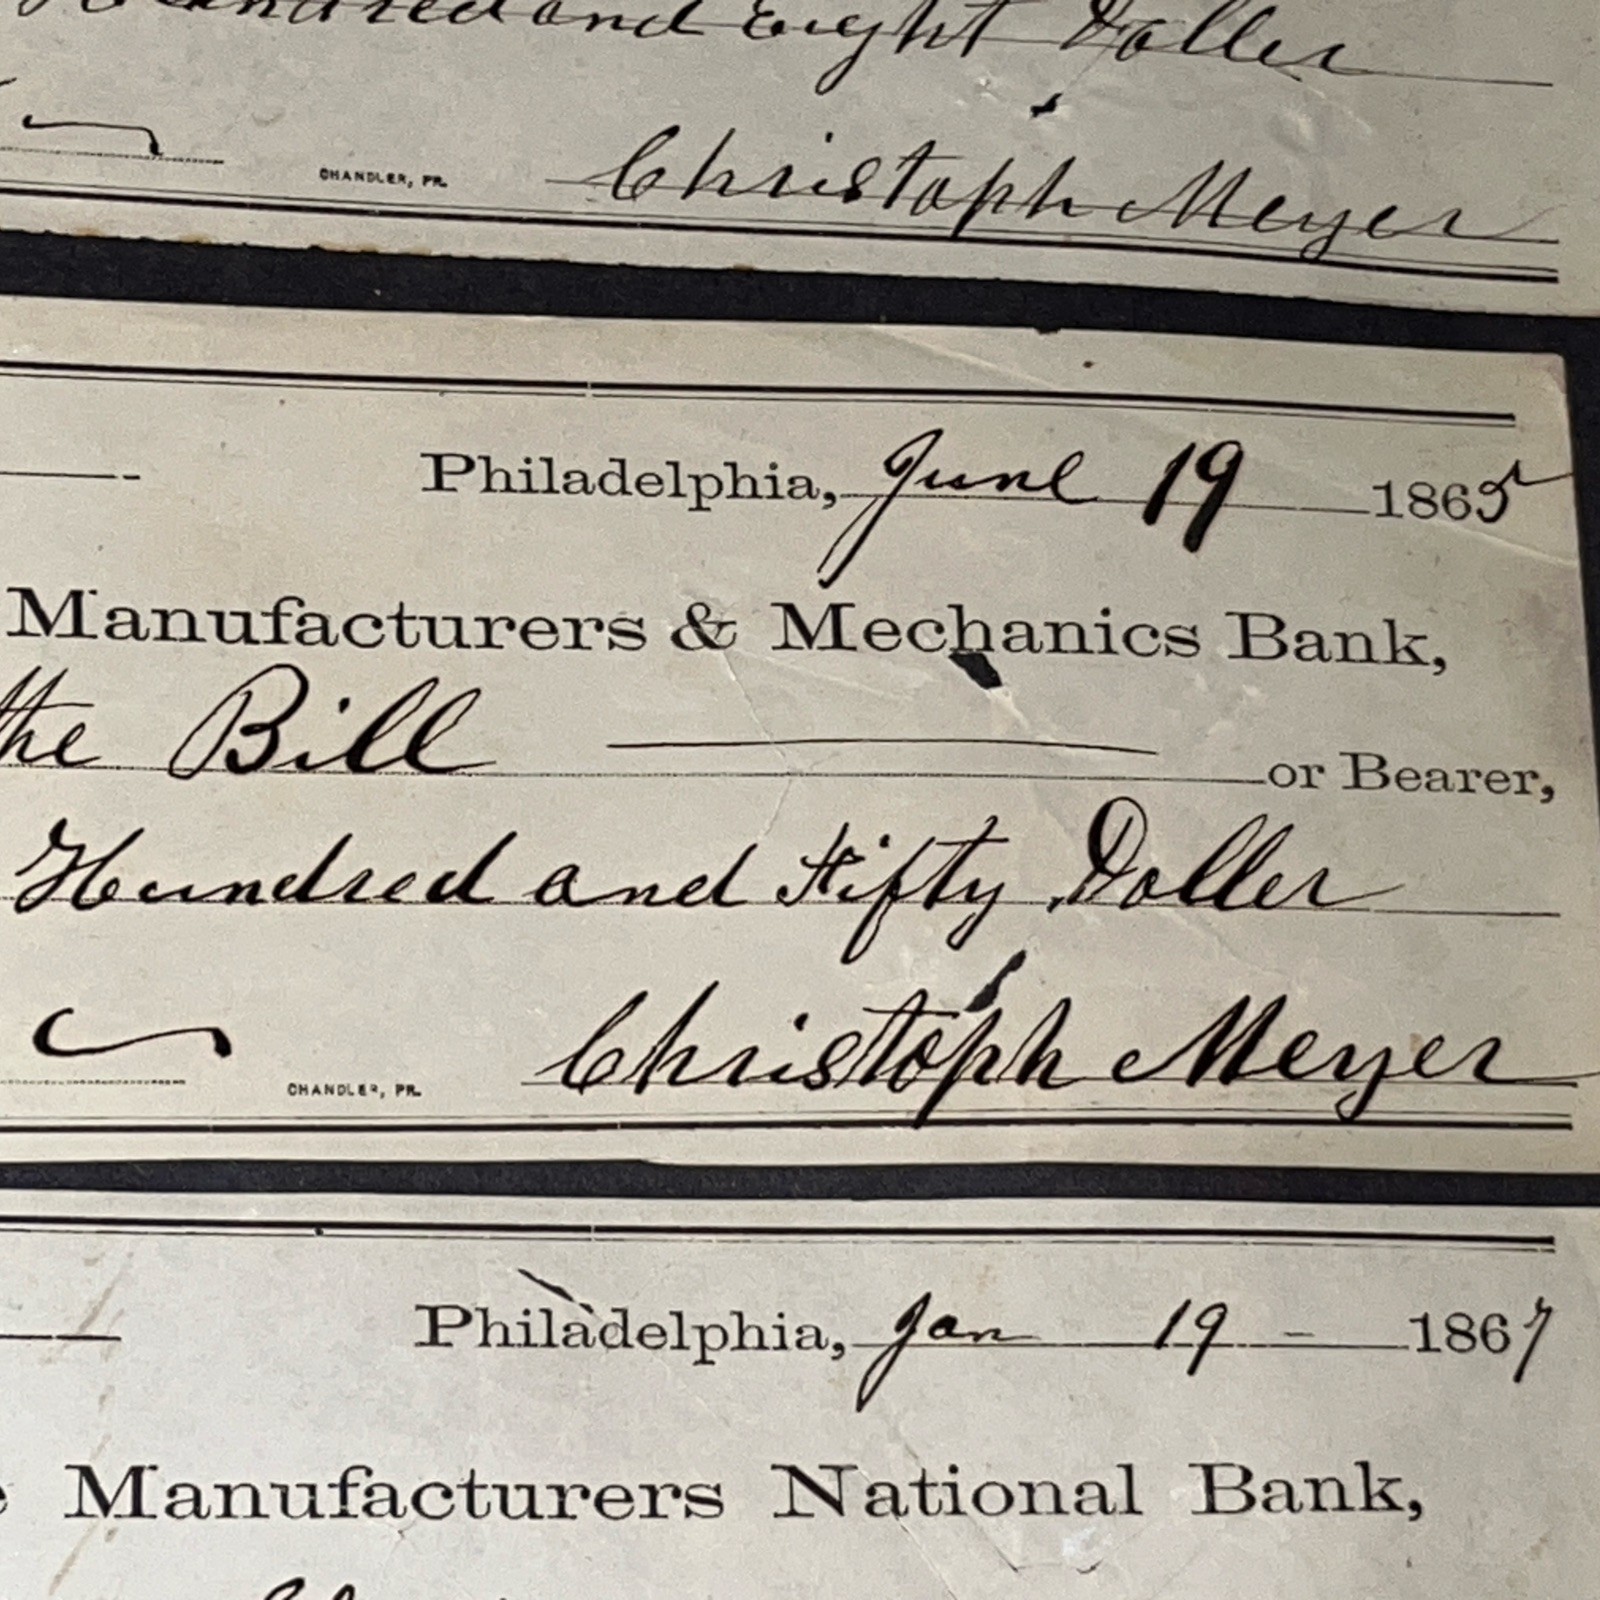 Hundred and Eight Doller
CHANDLER, PR. Christoph Meyer
Philadelphia, June 19 1865
Manufacturers & Mechanics Bank,
the Bill or Bearer,
Hundred and Fifty Doller
CHANDLER, PR. Christoph Meyer
Philadelphia, Jan 19 - 1867
Manufacturers National Bank,